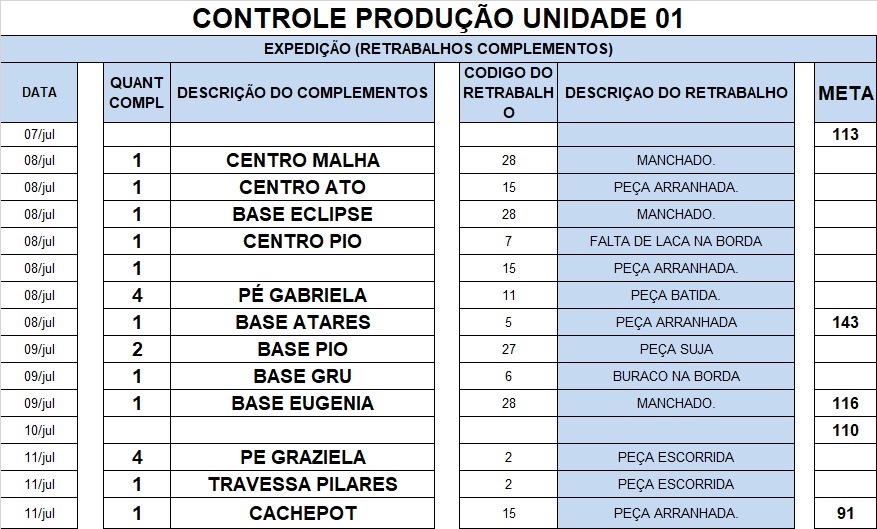 CONTROLE PRODUÇÃO UNIDADE 01
EXPEDIÇÃO (RETRABALHOS COMPLEMENTOS)
DATA QUANT COMPL DESCRIÇÃO DO COMPLEMENTOS CODIGO DO RETRABALHO DESCRIÇAO DO RETRABALHO META
07/jul 113
08/jul 1 CENTRO MALHA 28 MANCHADO.
08/jul 1 CENTRO ATO 15 PEÇA ARRANHADA.
08/jul 1 BASE ECLIPSE 28 MANCHADO.
08/jul 1 CENTRO PIO 7 FALTA DE LACA NA BORDA
08/jul 1 15 PEÇA ARRANHADA.
08/jul 4 PÉ GABRIELA 11 PEÇA BATIDA.
08/jul 1 BASE ATARES 5 PEÇA ARRANHADA 143
09/jul 2 BASE PIO 27 PEÇA SUJA
09/jul 1 BASE GRU 6 BURACO NA BORDA
09/jul 1 BASE EUGENIA 28 MANCHADO. 116
10/jul 110
11/jul 4 PE GRAZIELA 2 PEÇA ESCORRIDA
11/jul 1 TRAVESSA PILARES 2 PEÇA ESCORRIDA
11/jul 1 CACHEPOT 15 PEÇA ARRANHADA. 91